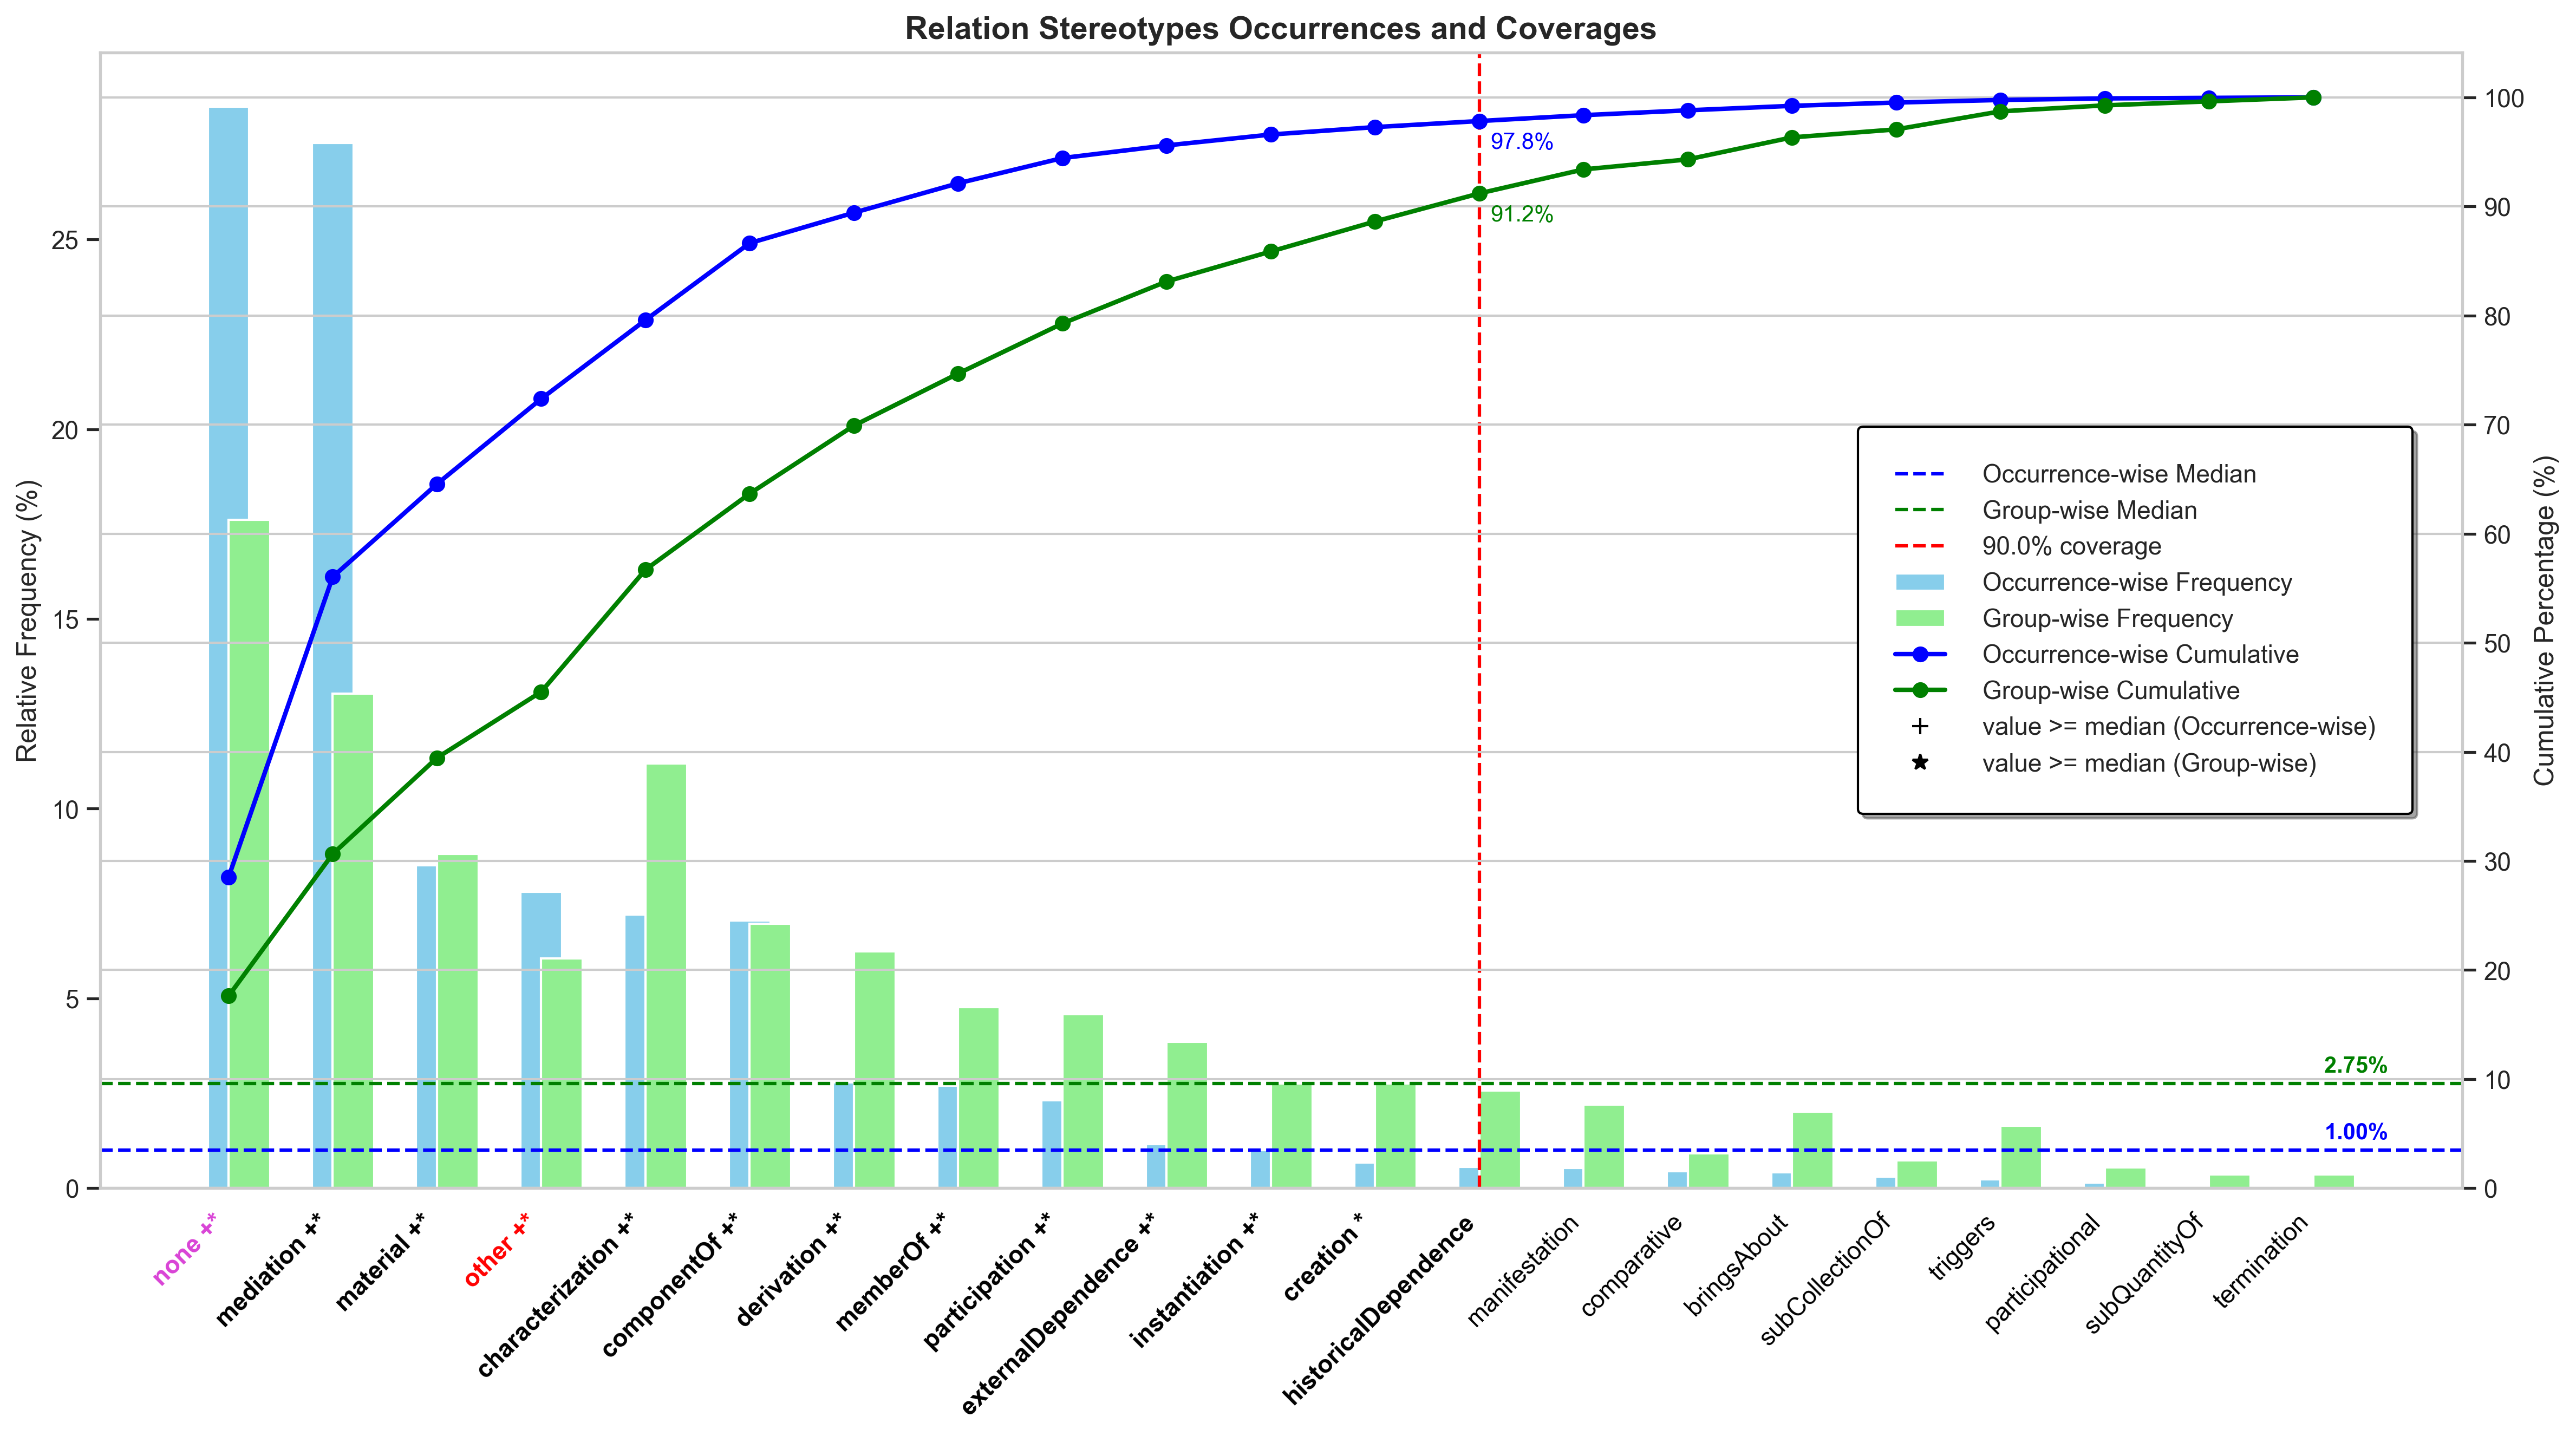 Relation Stereotypes Occurrences and Coverages
Relative Frequency (%)
25
20
15
10
5
0
Cumulative Percentage (%)
100
90
80
70
60
50
40
30
20
10
0
97.8%
91.2%
2.75%
1.00%
Occurrence-wise Median
Group-wise Median
90.0% coverage
Occurrence-wise Frequency
Group-wise Frequency
Occurrence-wise Cumulative
Group-wise Cumulative
value >= median (Occurrence-wise)
value >= median (Group-wise)
none +*
mediation +*
material +*
other +*
characterization +*
componentOf +*
derivation +*
memberOf +*
participation +*
externalDependence +*
instantiation +*
creation *
historicalDependence
manifestation
comparative
bringsAbout
subCollectionOf
triggers
participational
subQuantityOf
termination